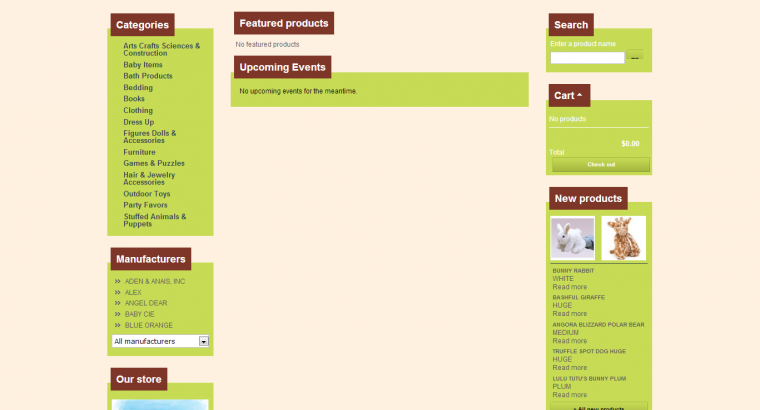 Categories
Arts Crafts Sciences &
Construction
Baby Items
Bath Products
Bedding
Books
Clothing
Dress Up
Figures Dolls &
Accessories
Furniture
Games & Puzzles
Hair & Jewelry
Accessories
Outdoor Toys
Party Favors
Stuffed Animals &
Puppets
Manufacturers
ADEN & ANAIS, INC
ALEX
ANGEL DEAR
BABY CIE
BLUE ORANGE
All manufacturers
Our store
Featured products
No featured products
Upcoming Events
No upcoming events for the meantime.
Search
Enter a product name
Cart
No products
$0.00
Total
Check out
New products
BUNNY RABBIT
WHITE
Read more
BASHFUL GIRAFFE
HUGE
Read more
ANGORA BLIZZARD POLAR BEAR
MEDIUM
Read more
TRUFFLE SPOT DOG HUGE
HUGE
Read more
LULU TUTU'S BUNNY PLUM
PLUM
Read more
» All new products